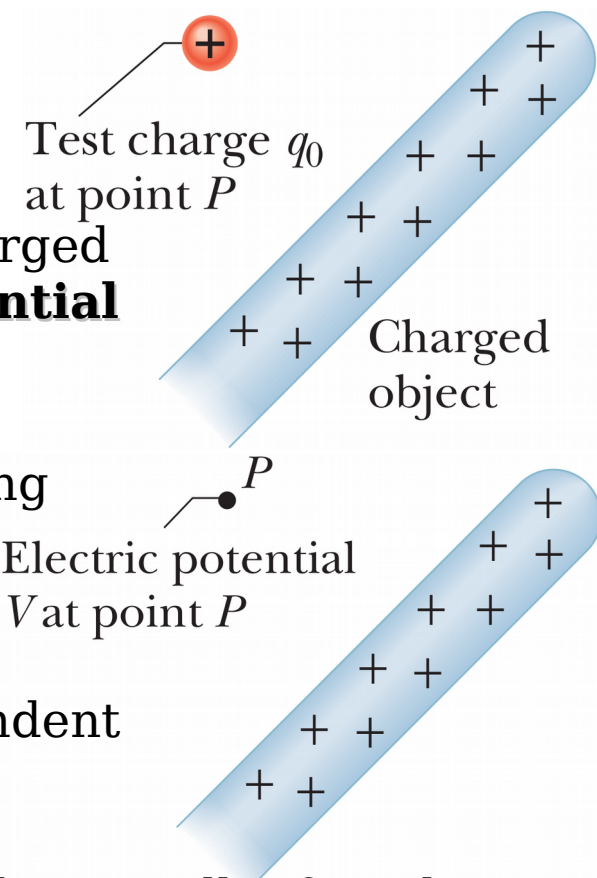 +
Test charge q0
at point P
rged
ntial
+
+ +
+ +
+ +
+ +
+ +
Charged
object
ng
P
Electric potential
V at point P
ndent
+
+ +
+ +
+ +
+ +
+ +